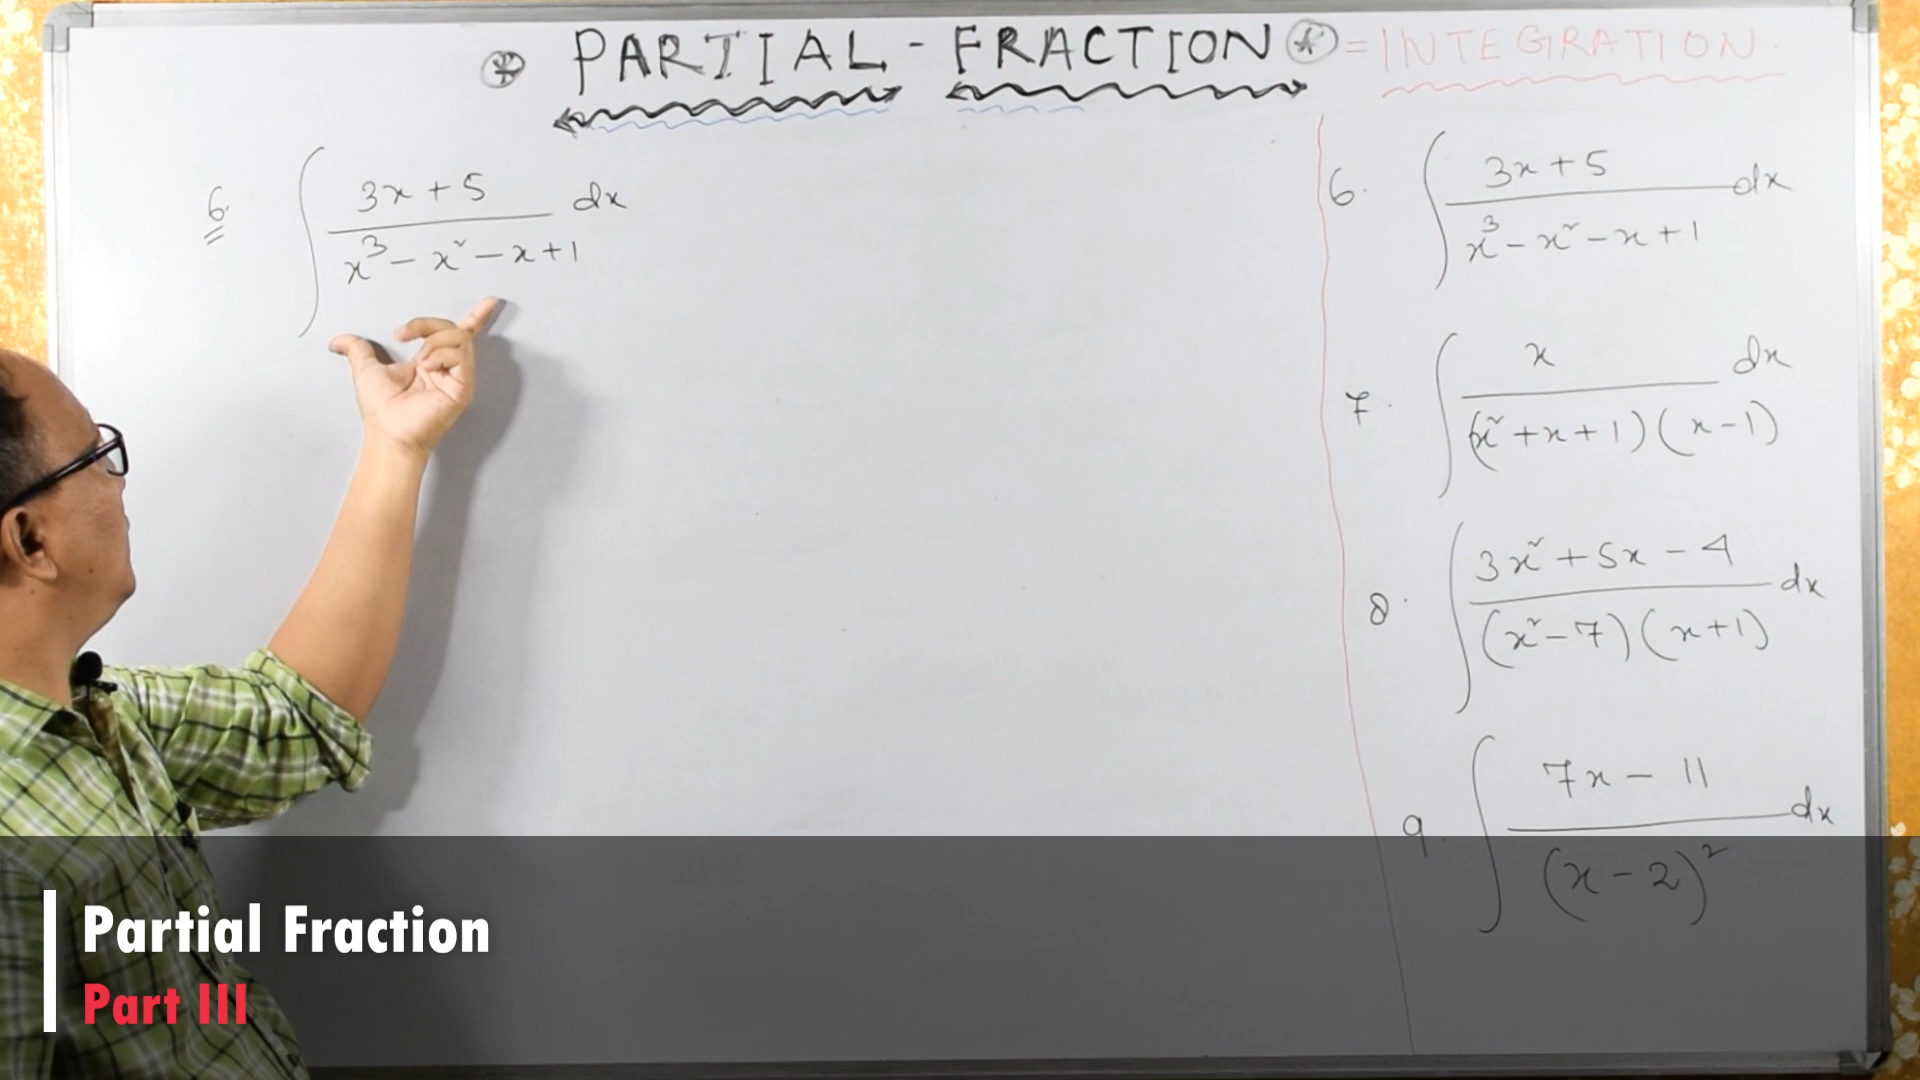 * PARTIAL - FRACTION * = INTEGRATION.
6. ∫ 3x + 5 / x³ - x² - x + 1 dx
6. ∫ 3x + 5 / x³ - x² - x + 1 dx
7. ∫ x / (x² + x + 1)(x - 1) dx
8. ∫ 3x² + 5x - 4 / (x² - 7)(x + 1) dx
9. ∫ 7x - 11 / (x - 2)² dx
Partial Fraction
Part III